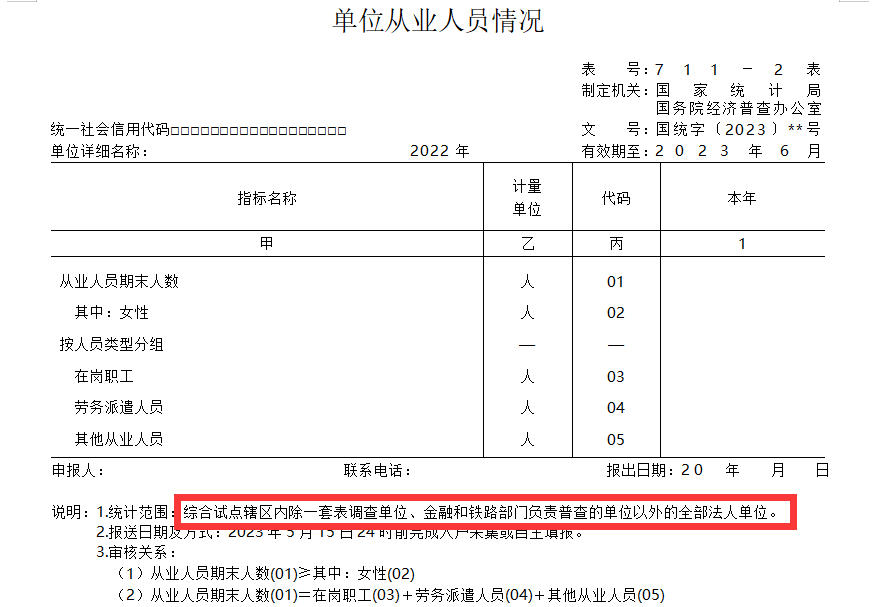 单位从业人员情况
表 号：7 1 1 － 2 表
制定机关：国 家 统 计 局
国务院经济普查办公室
统一社会信用代码□□□□□□□□□□□□□□□□□□
文 号：国统字〔2023〕**号
单位详细名称： 2022 年 有效期至：2 0 2 3 年 6 月
指标名称 计量单位 代码 本年
甲 乙 丙 1
从业人员期末人数 人 01
其中：女性 人 02
按人员类型分组 — —
在岗职工 人 03
劳务派遣人员 人 04
其他从业人员 人 05
申报人： 联系电话： 报出日期：20 年 月 日
说明：1.统计范围：综合试点辖区内除一套表调查单位、金融和铁路部门负责普查的单位以外的全部法人单位。
2.报送日期及方式：2023 年 5 月 15 日 24 时前完成入户采集或自主填报。
3.审核关系：
（1）从业人员期末人数(01)≥其中：女性(02)
（2）从业人员期末人数(01)＝在岗职工(03)＋劳务派遣人员(04)＋其他从业人员(05)